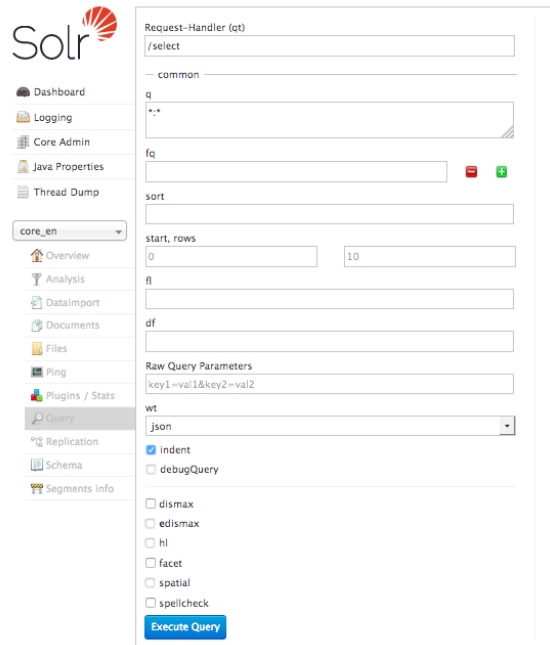 Solr
Dashboard
Logging
Core Admin
Java Properties
Thread Dump
core_en
Overview
Analysis
Dataimport
Documents
Files
Ping
Plugins / Stats
Query
Replication
Schema
Segments info
Request-Handler (qt)
/select
common
q
*:*
fq
sort
start, rows
0 10
fl
df
Raw Query Parameters
key1=val1&key2=val2
wt
json
indent
debugQuery
dismax
edismax
hl
facet
spatial
spellcheck
Execute Query